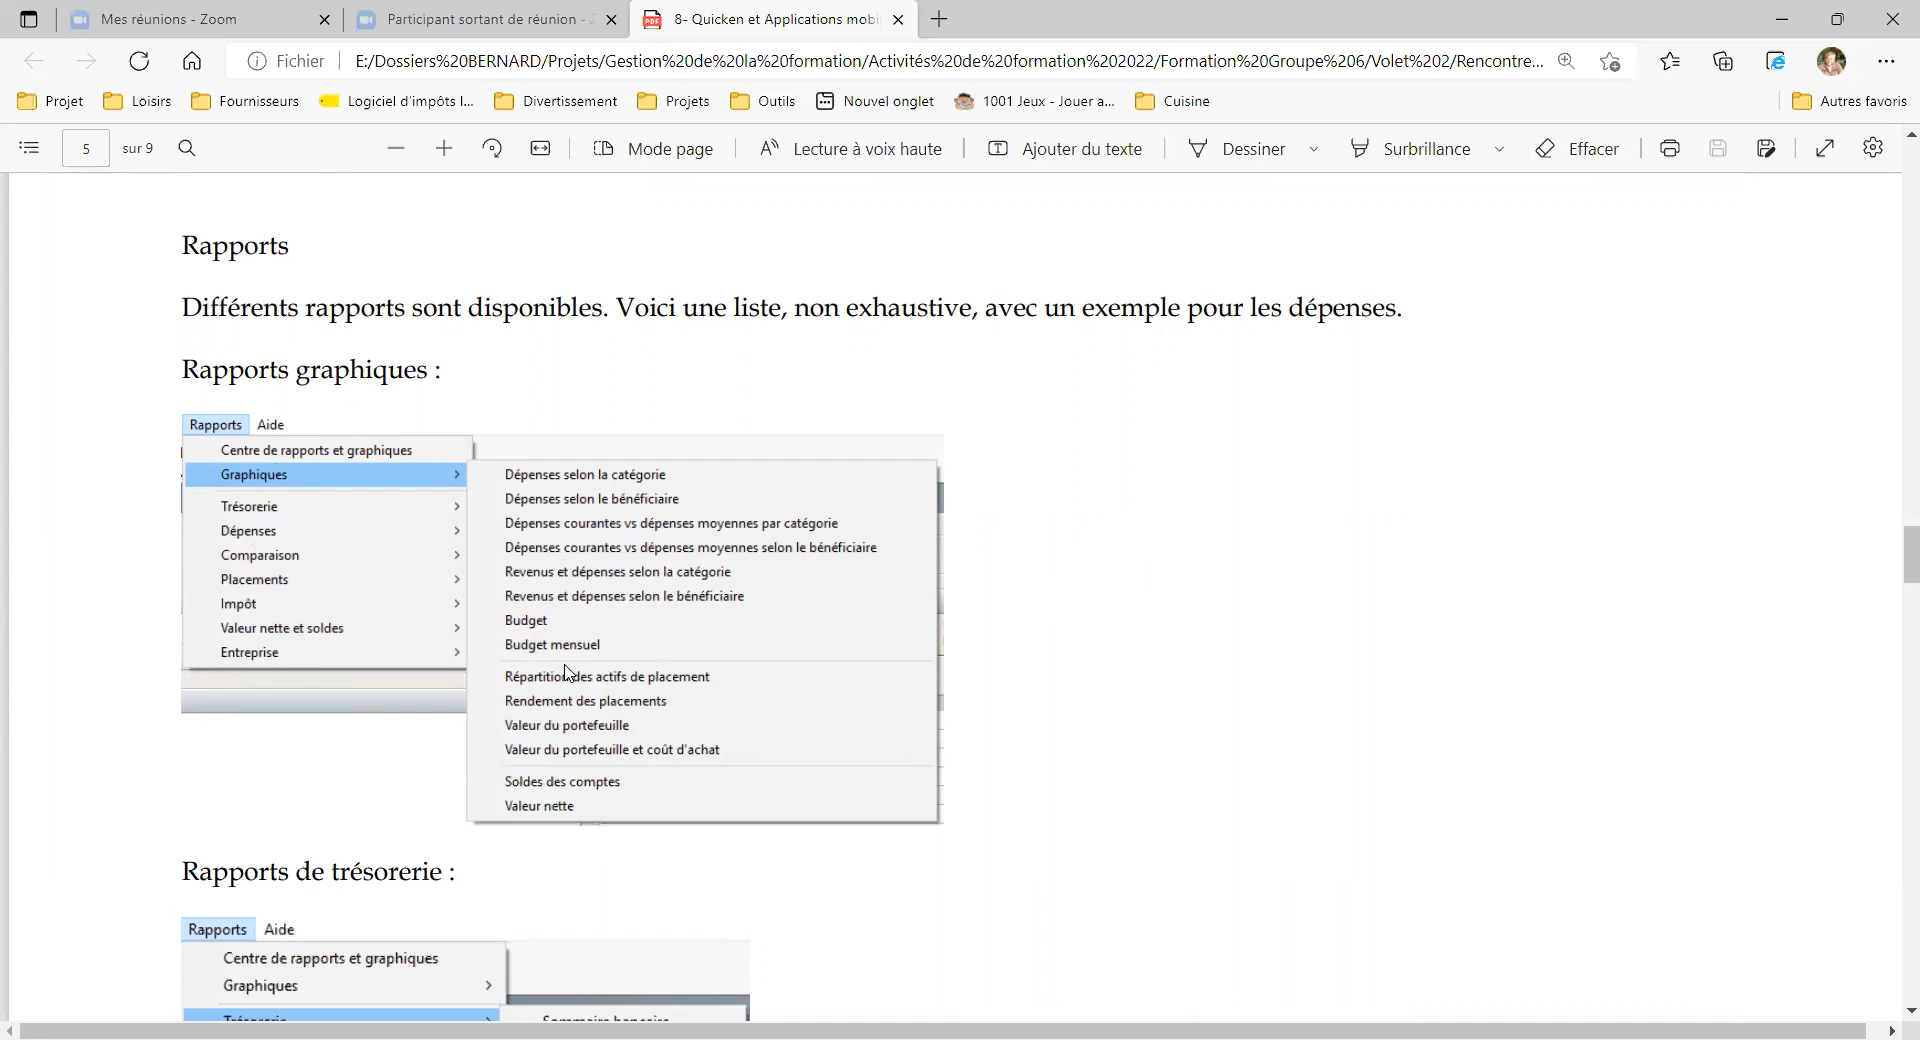 Mes réunions - Zoom
Participant sortant de réunion -
8- Quicken et Applications mobi
Fichier
E:/Dossiers%20BERNARD/Projets/Gestion%20de%20la%20formation/Activités%20de%20formation%202022/Formation%20Groupe%206/Volet%202/Rencontre...
Projet
Loisirs
Fournisseurs
Logiciel d'impôts I...
Divertissement
Projets
Outils
Nouvel onglet
1001 Jeux - Jouer a...
Cuisine
Autres favoris
5
sur 9
Mode page
Lecture à voix haute
Ajouter du texte
Dessiner
Surbrillance
Effacer
Rapports
Différents rapports sont disponibles. Voici une liste, non exhaustive, avec un exemple pour les dépenses.
Rapports graphiques :
Rapports Aide
Centre de rapports et graphiques
Graphiques
Trésorerie
Dépenses
Comparaison
Placements
Impôt
Valeur nette et soldes
Entreprise
Dépenses selon la catégorie
Dépenses selon le bénéficiaire
Dépenses courantes vs dépenses moyennes par catégorie
Dépenses courantes vs dépenses moyennes selon le bénéficiaire
Revenus et dépenses selon la catégorie
Revenus et dépenses selon le bénéficiaire
Budget
Budget mensuel
Répartition des actifs de placement
Rendement des placements
Valeur du portefeuille
Valeur du portefeuille et coût d'achat
Soldes des comptes
Valeur nette
Rapports de trésorerie :
Rapports Aide
Centre de rapports et graphiques
Graphiques
Trésorerie
Sommaire bancaire